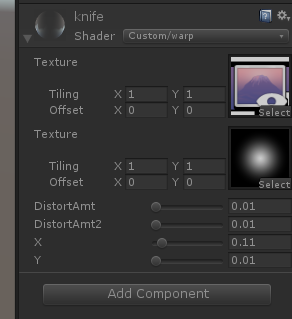 knife
Shader Custom/warp
Texture
Tiling X 1 Y 1
Offset X 0 Y 0
Select
Texture
Tiling X 1 Y 1
Offset X 0 Y 0
Select
DistortAmt 0.01
DistortAmt2 0.01
X 0.11
Y 0.01
Add Component